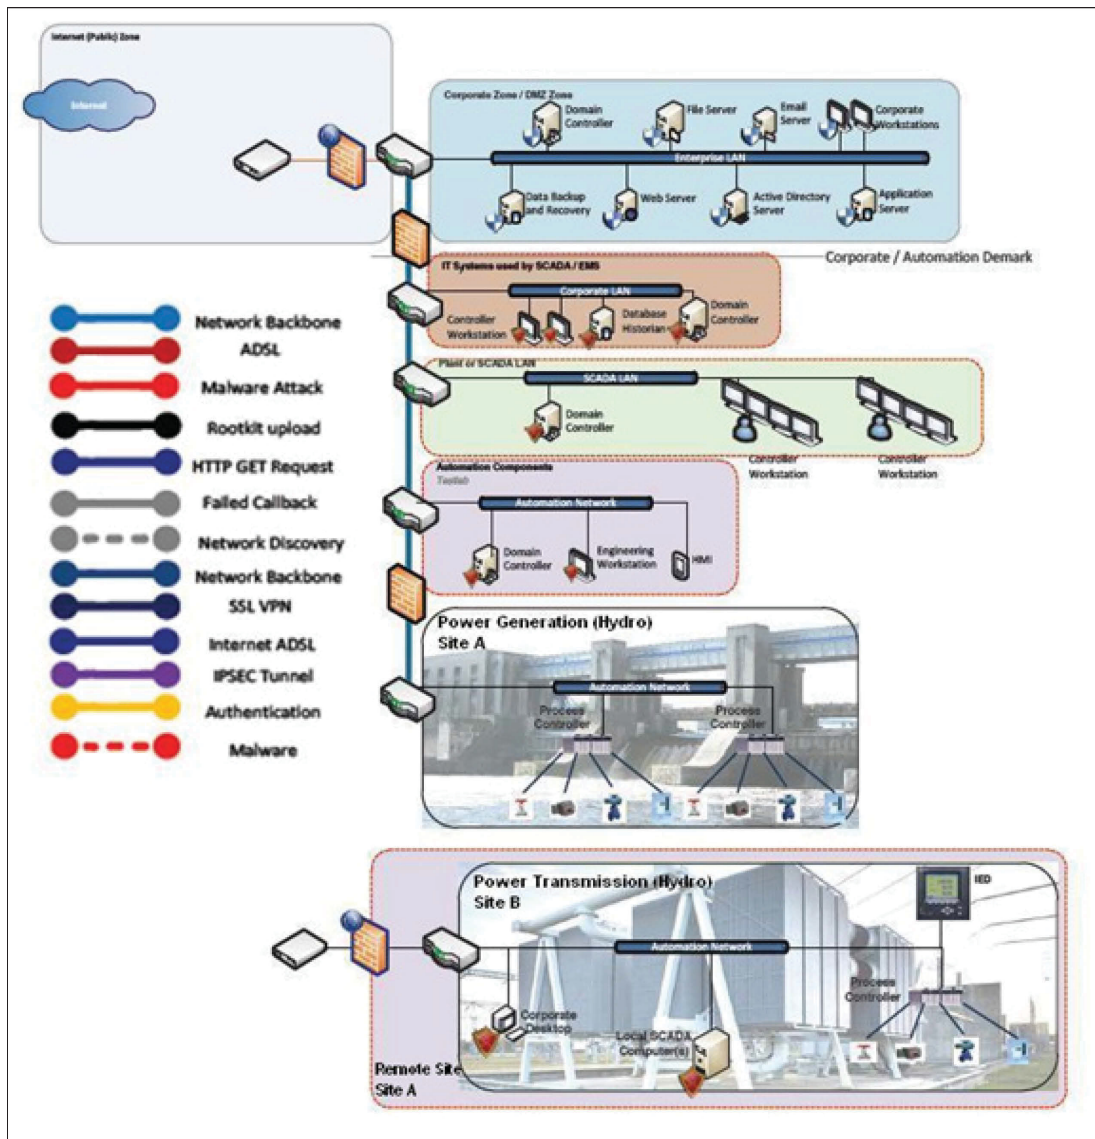 Internet (Public) Zone
Internet
Corporate Zone / DMZ Zone
Domain
Controller
File Server
Email
Server
Corporate
Workstations
Enterprise LAN
Data Backup
and Recovery
Web Server
Active Directory
Server
Application
Server
Corporate / Automation Demark
IT Systems used by SCADA / EMS
Corporate LAN
Controller
Workstation
Database
Historian
Domain
Controller
Plant or SCADA LAN
SCADA LAN
Domain
Controller
Controller
Workstation
Controller
Workstation
Automation Components
Testlab
Automation Network
Domain
Controller
Engineering
Workstation
HMI
Network Backbone
ADSL
Malware Attack
Rootkit upload
HTTP GET Request
Failed Callback
Network Discovery
Network Backbone
SSL VPN
Internet ADSL
IPSEC Tunnel
Authentication
Malware
Power Generation (Hydro)
Site A
Automation Network
Process
Controller
Process
Controller
Power Transmission (Hydro)
Site B
IED
Automation Network
Process
Controller
Corporate
Desktop
Local SCADA
Computer(s)
Remote Site
Site A